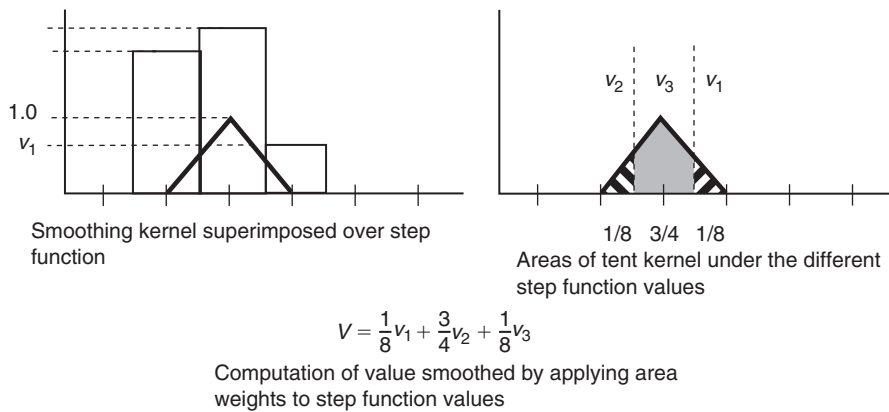 1.0
v1
Smoothing kernel superimposed over step
function
v2 v3 v1
1/8 3/4 1/8
Areas of tent kernel under the different
step function values
V = 1/8 v1 + 3/4 v2 + 1/8 v3
Computation of value smoothed by applying area
weights to step function values